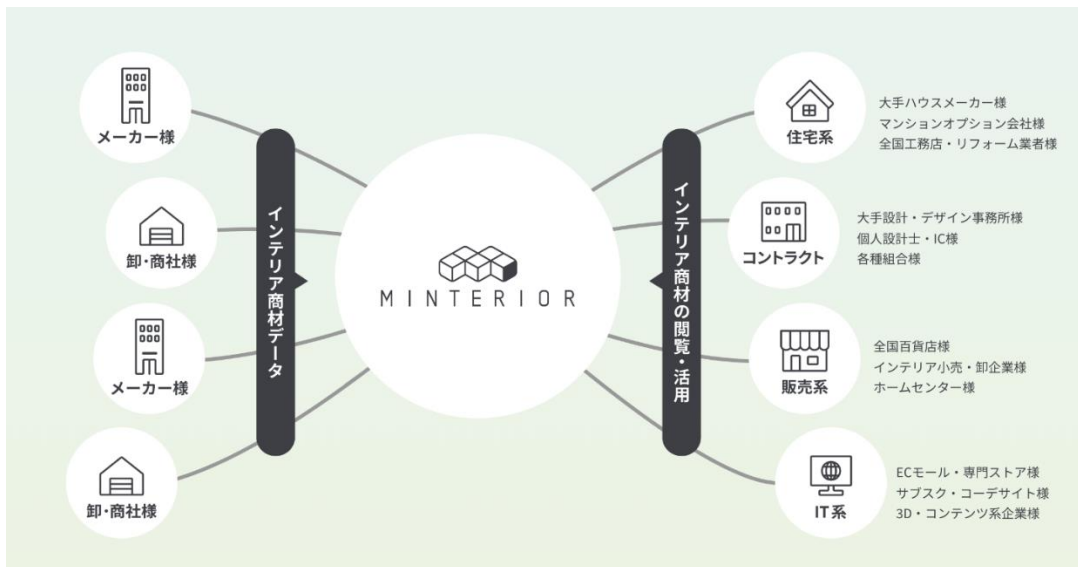 メーカー様
卸・商社様
メーカー様
卸・商社様
インテリア商材データ
MINTERIOR
インテリア商材の閲覧・活用
住宅系
大手ハウスメーカー様
マンションオプション会社様
全国工務店・リフォーム業者様
コントラクト
大手設計・デザイン事務所様
個人設計士・IC様
各種組合様
販売系
全国百貨店様
インテリア小売・卸企業様
ホームセンター様
IT系
ECモール・専門ストア様
サブスク・コーデサイト様
3D・コンテンツ系企業様